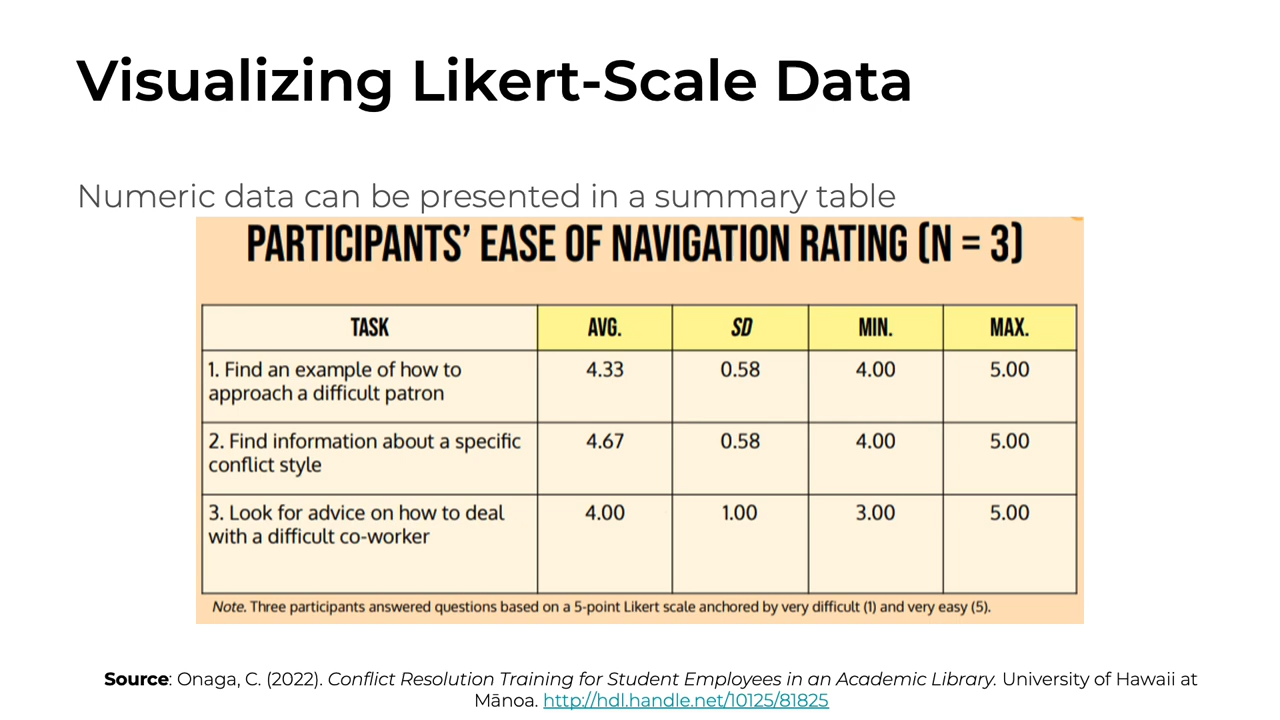 Visualizing Likert-Scale Data
Numeric data can be presented in a summary table
PARTICIPANTS’ EASE OF NAVIGATION RATING (N = 3)
TASK AVG. SD MIN. MAX.
1. Find an example of how to
approach a difficult patron
4.33 0.58 4.00 5.00
2. Find information about a specific
conflict style
4.67 0.58 4.00 5.00
3. Look for advice on how to deal
with a difficult co-worker
4.00 1.00 3.00 5.00
Note. Three participants answered questions based on a 5-point Likert scale anchored by very difficult (1) and very easy (5).
Source: Onaga, C. (2022). Conflict Resolution Training for Student Employees in an Academic Library. University of Hawaii at
Mānoa. http://hdl.handle.net/10125/81825